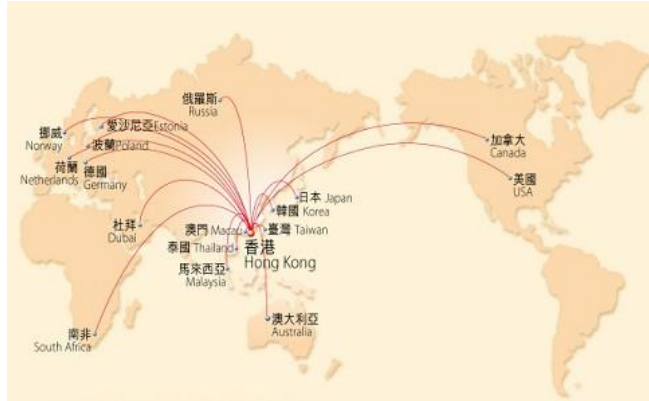 俄羅斯
Russia
挪威
Norway
愛沙尼亞Estonia
波蘭Poland
荷蘭
Netherlands
德國
Germany
加拿大
Canada
美國
USA
日本 Japan
韓國 Korea
杜拜
Dubai
澳門 Macau
臺灣 Taiwan
泰國 Thailand
香港
Hong Kong
馬來西亞
Malaysia
澳大利亞
Australia
南非
South Africa